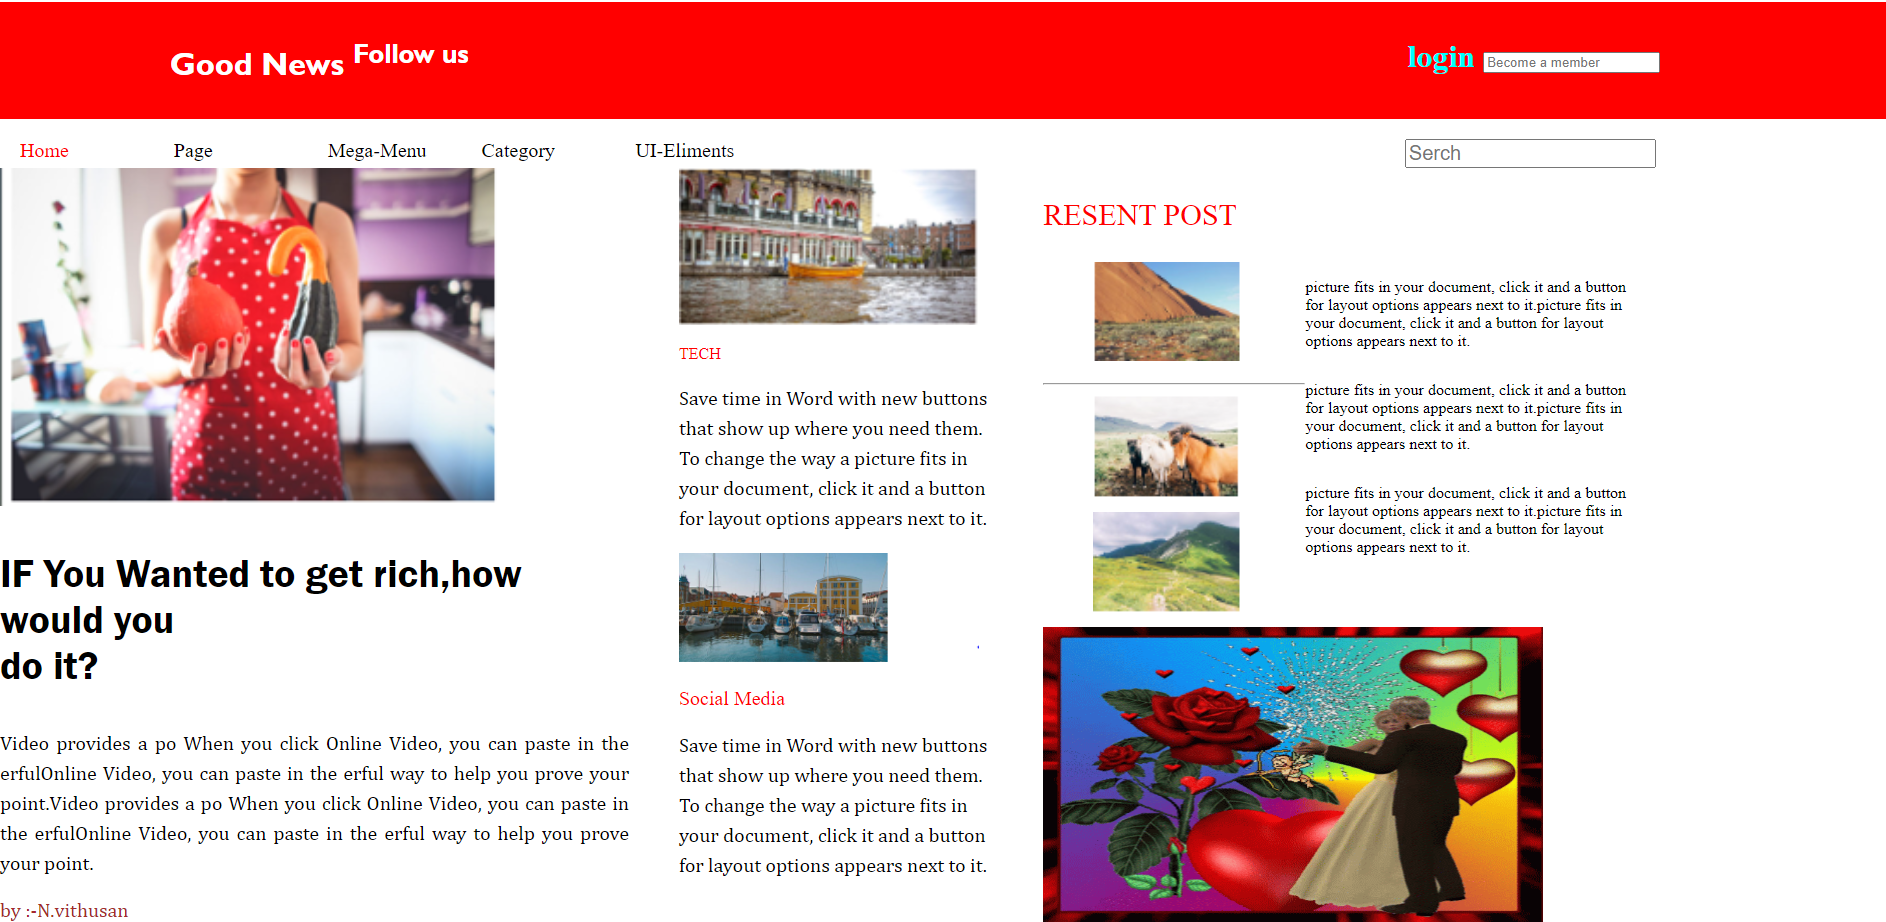 Good News Follow us
login Become a member
Home Page Mega-Menu Category UI-Eliments Serch
IF You Wanted to get rich,how
would you
do it?
Video provides a po When you click Online Video, you can paste in the
erfulOnline Video, you can paste in the erful way to help you prove your
point.Video provides a po When you click Online Video, you can paste in
the erfulOnline Video, you can paste in the erful way to help you prove
your point.
by :-N.vithusan
TECH
Save time in Word with new buttons
that show up where you need them.
To change the way a picture fits in
your document, click it and a button
for layout options appears next to it.
Social Media
Save time in Word with new buttons
that show up where you need them.
To change the way a picture fits in
your document, click it and a button
for layout options appears next to it.
RESENT POST
picture fits in your document, click it and a button
for layout options appears next to it.picture fits in
your document, click it and a button for layout
options appears next to it.
picture fits in your document, click it and a button
for layout options appears next to it.picture fits in
your document, click it and a button for layout
options appears next to it.
picture fits in your document, click it and a button
for layout options appears next to it.picture fits in
your document, click it and a button for layout
options appears next to it.